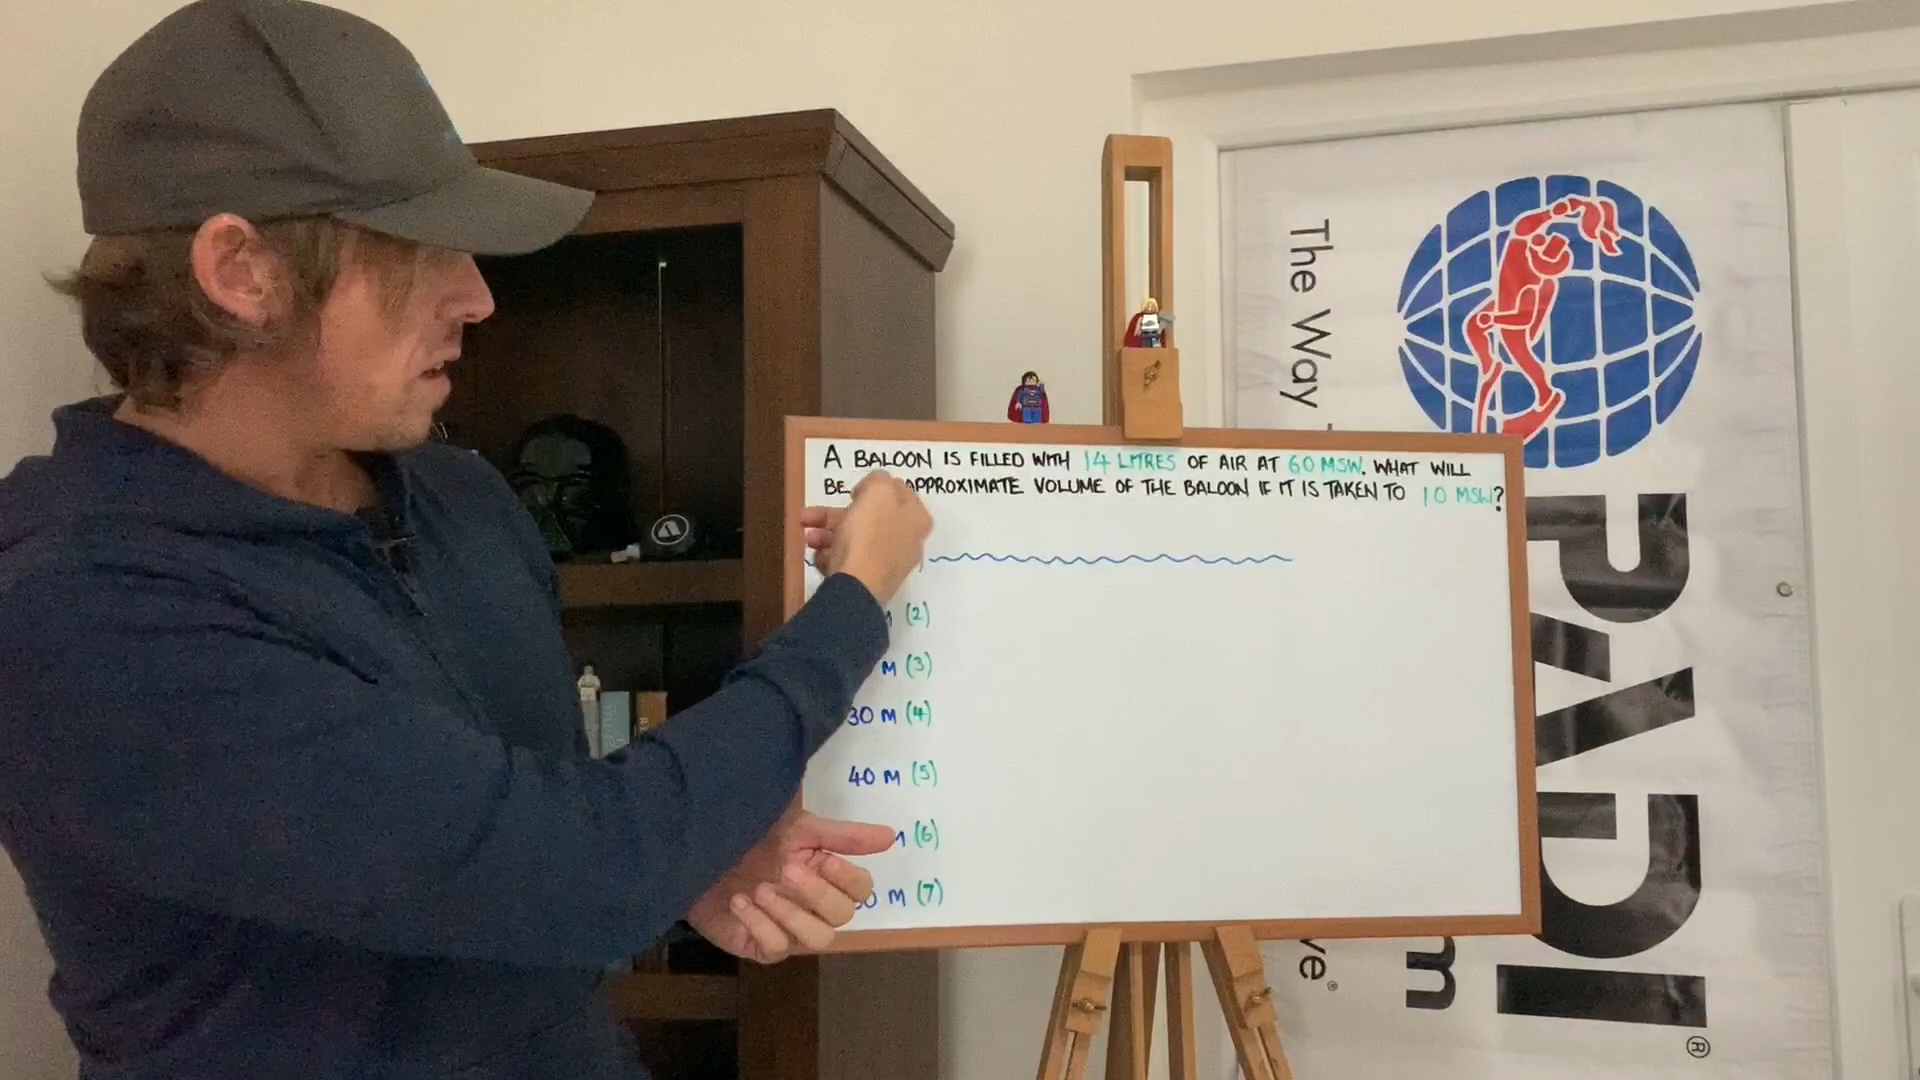 A BALOON IS FILLED WITH 14 LITRES OF AIR AT 60 MSW. WHAT WILL
BE APPROXIMATE VOLUME OF THE BALOON IF IT IS TAKEN TO 10 MSW?
(2)
M (3)
30 M (4)
40 M (5)
M (6)
M (7)
The Way
PADI
®
ve®
m